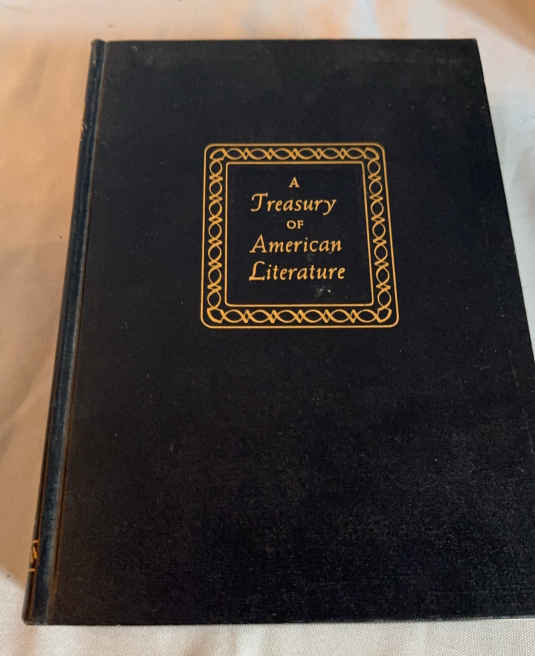 A
Treasury
OF
American
Literature